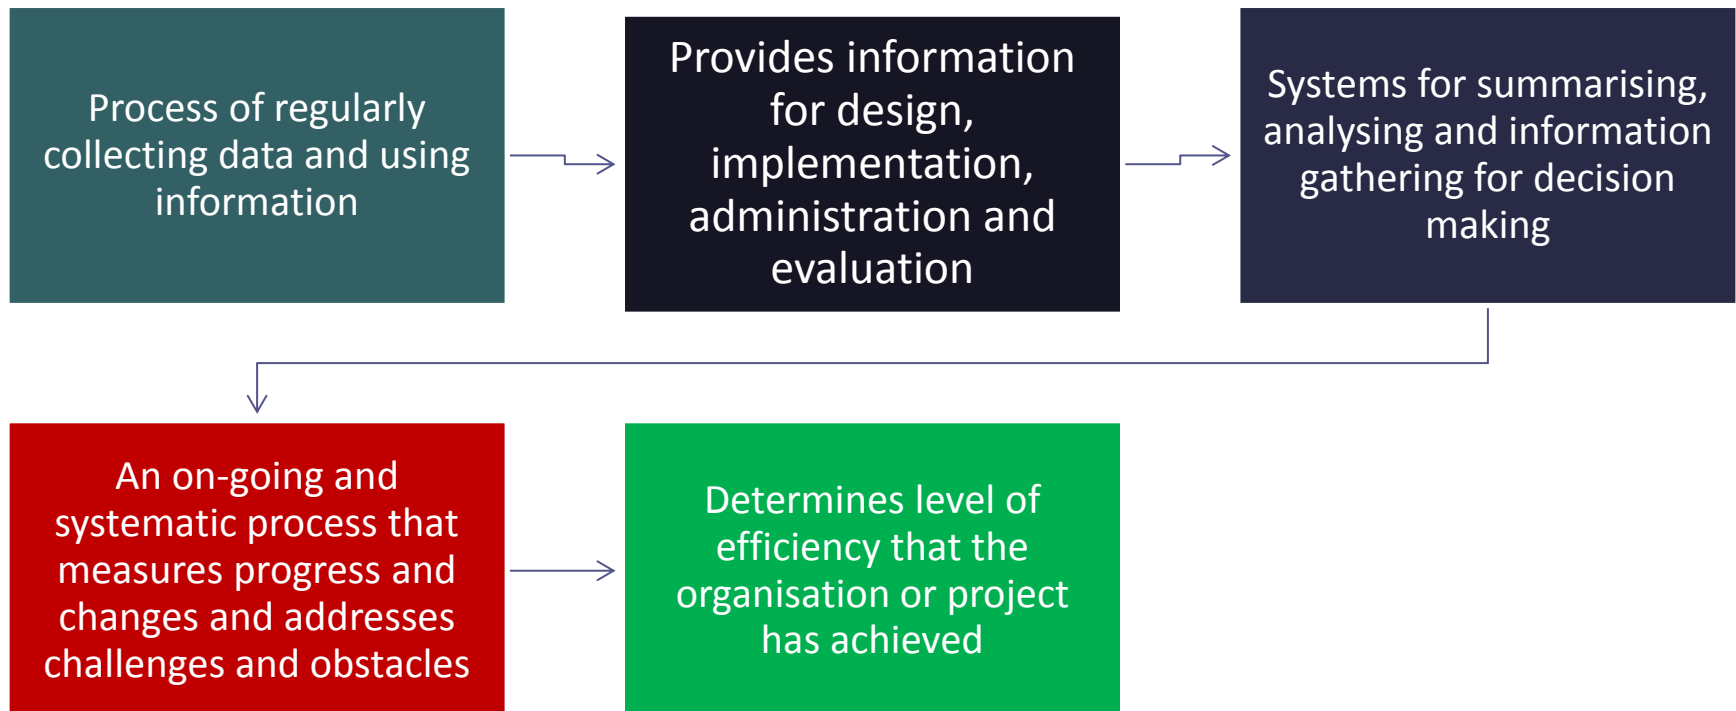 Process of regularly
collecting data and using
information
Provides information
for design,
implementation,
administration and
evaluation
Systems for summarising,
analysing and information
gathering for decision
making
An on-going and
systematic process that
measures progress and
changes and addresses
challenges and obstacles
Determines level of
efficiency that the
organisation or project
has achieved